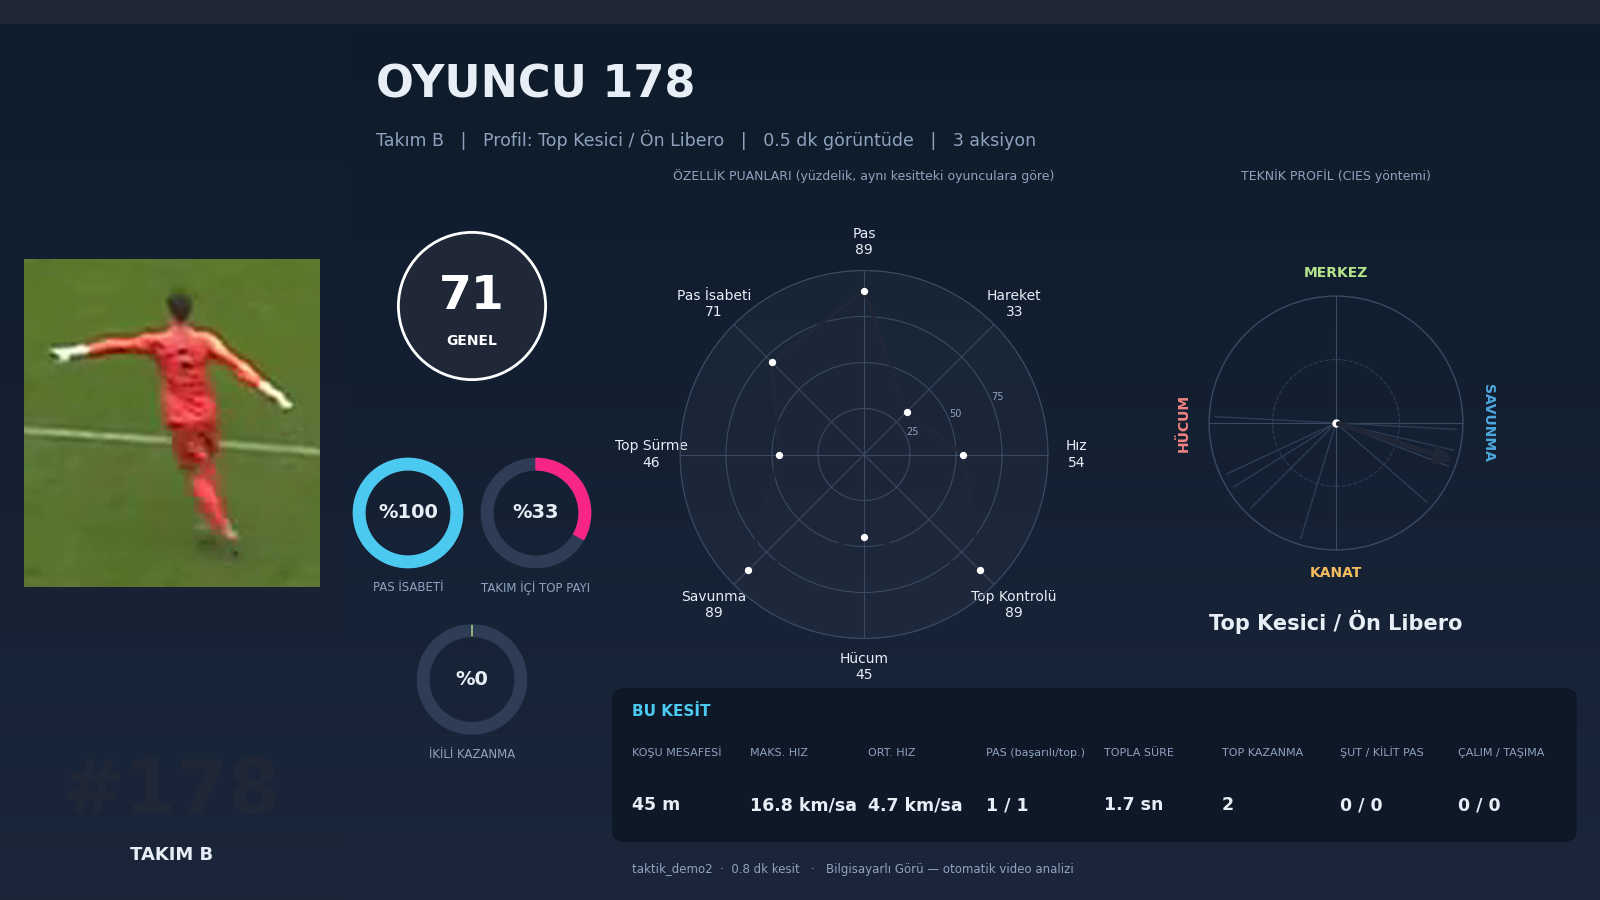 OYUNCU 178
Takım B | Profil: Top Kesici / Ön Libero | 0.5 dk görüntüde | 3 aksiyon
ÖZELLİK PUANLARI (yüzdelik, aynı kesitteki oyunculara göre)
TEKNİK PROFİL (CIES yöntemi)
71
GENEL
%100
PAS İSABETİ
%33
TAKIM İÇİ TOP PAYI
%0
İKİLİ KAZANMA
Pas
89
Pas İsabeti
71
Hareket
33
Top Sürme
46
Hız
54
25
50
75
Savunma
89
Top Kontrolü
89
Hücum
45
MERKEZ
HÜCUM
SAVUNMA
KANAT
Top Kesici / Ön Libero
#178
TAKIM B
BU KESİT
KOŞU MESAFESİ MAKS. HIZ ORT. HIZ PAS (başarılı/top.) TOPLA SÜRE TOP KAZANMA ŞUT / KİLİT PAS ÇALIM / TAŞIMA
45 m 16.8 km/sa 4.7 km/sa 1 / 1 1.7 sn 2 0 / 0 0 / 0
taktik_demo2 · 0.8 dk kesit · Bilgisayarlı Görü — otomatik video analizi